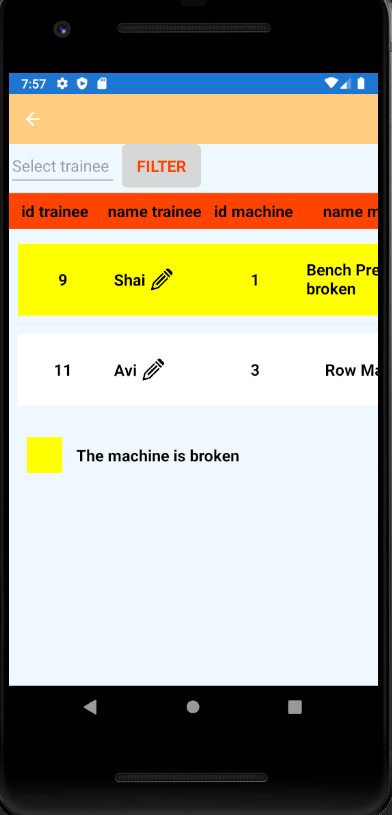 7:57
Select trainee FILTER
id trainee name trainee id machine name m
9 Shai 1 Bench Pre
broken
11 Avi 3 Row Ma
The machine is broken